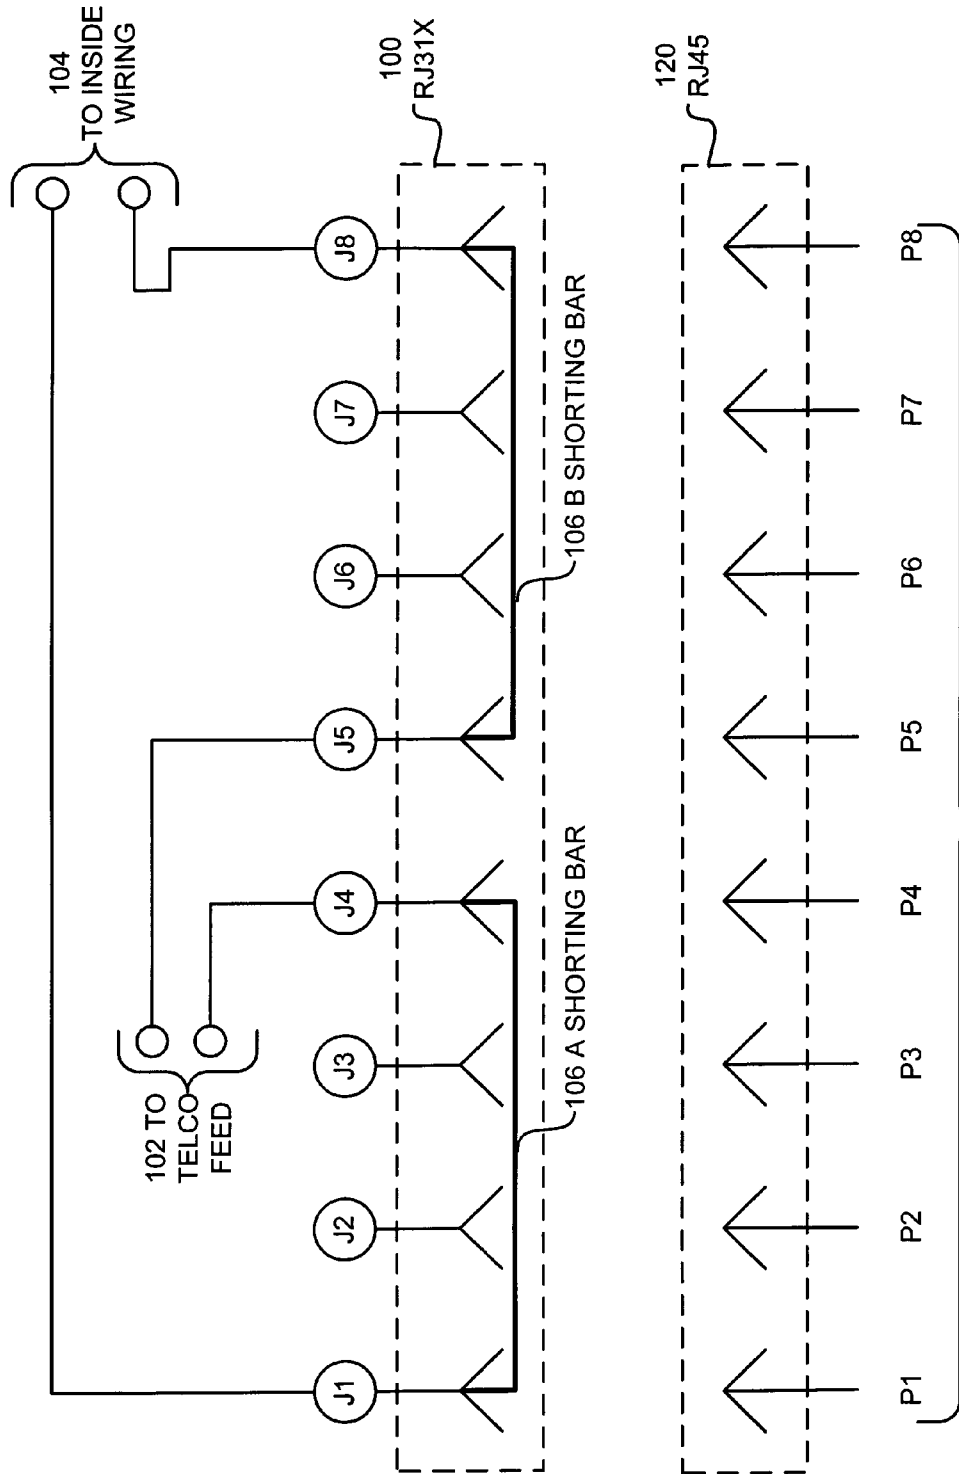 104
TO INSIDE
WIRING
102 TO
TELCO
FEED
J1
J2
J3
J4
J5
J6
J7
J8
100
RJ31X
106 A SHORTING BAR
106 B SHORTING BAR
120
RJ45
P1
P2
P3
P4
P5
P6
P7
P8